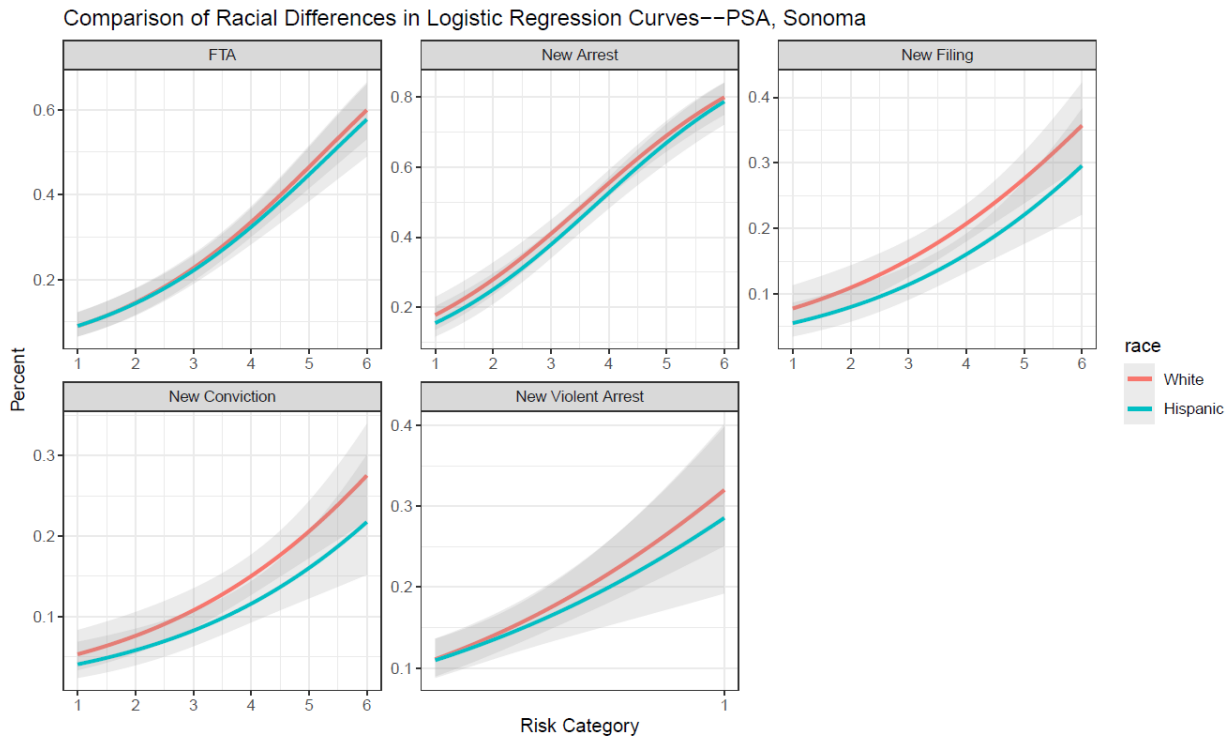 Comparison of Racial Differences in Logistic Regression Curves−−PSA, Sonoma
FTA
New Arrest
New Filing
0.6
0.4
0.2
1 2 3 4 5 6
0.8
0.6
0.4
0.2
1 2 3 4 5 6
0.4
0.3
0.2
0.1
1 2 3 4 5 6
Percent
race
White
Hispanic
New Conviction
New Violent Arrest
0.3
0.2
0.1
1 2 3 4 5 6
0.4
0.3
0.2
0.1
1
Risk Category